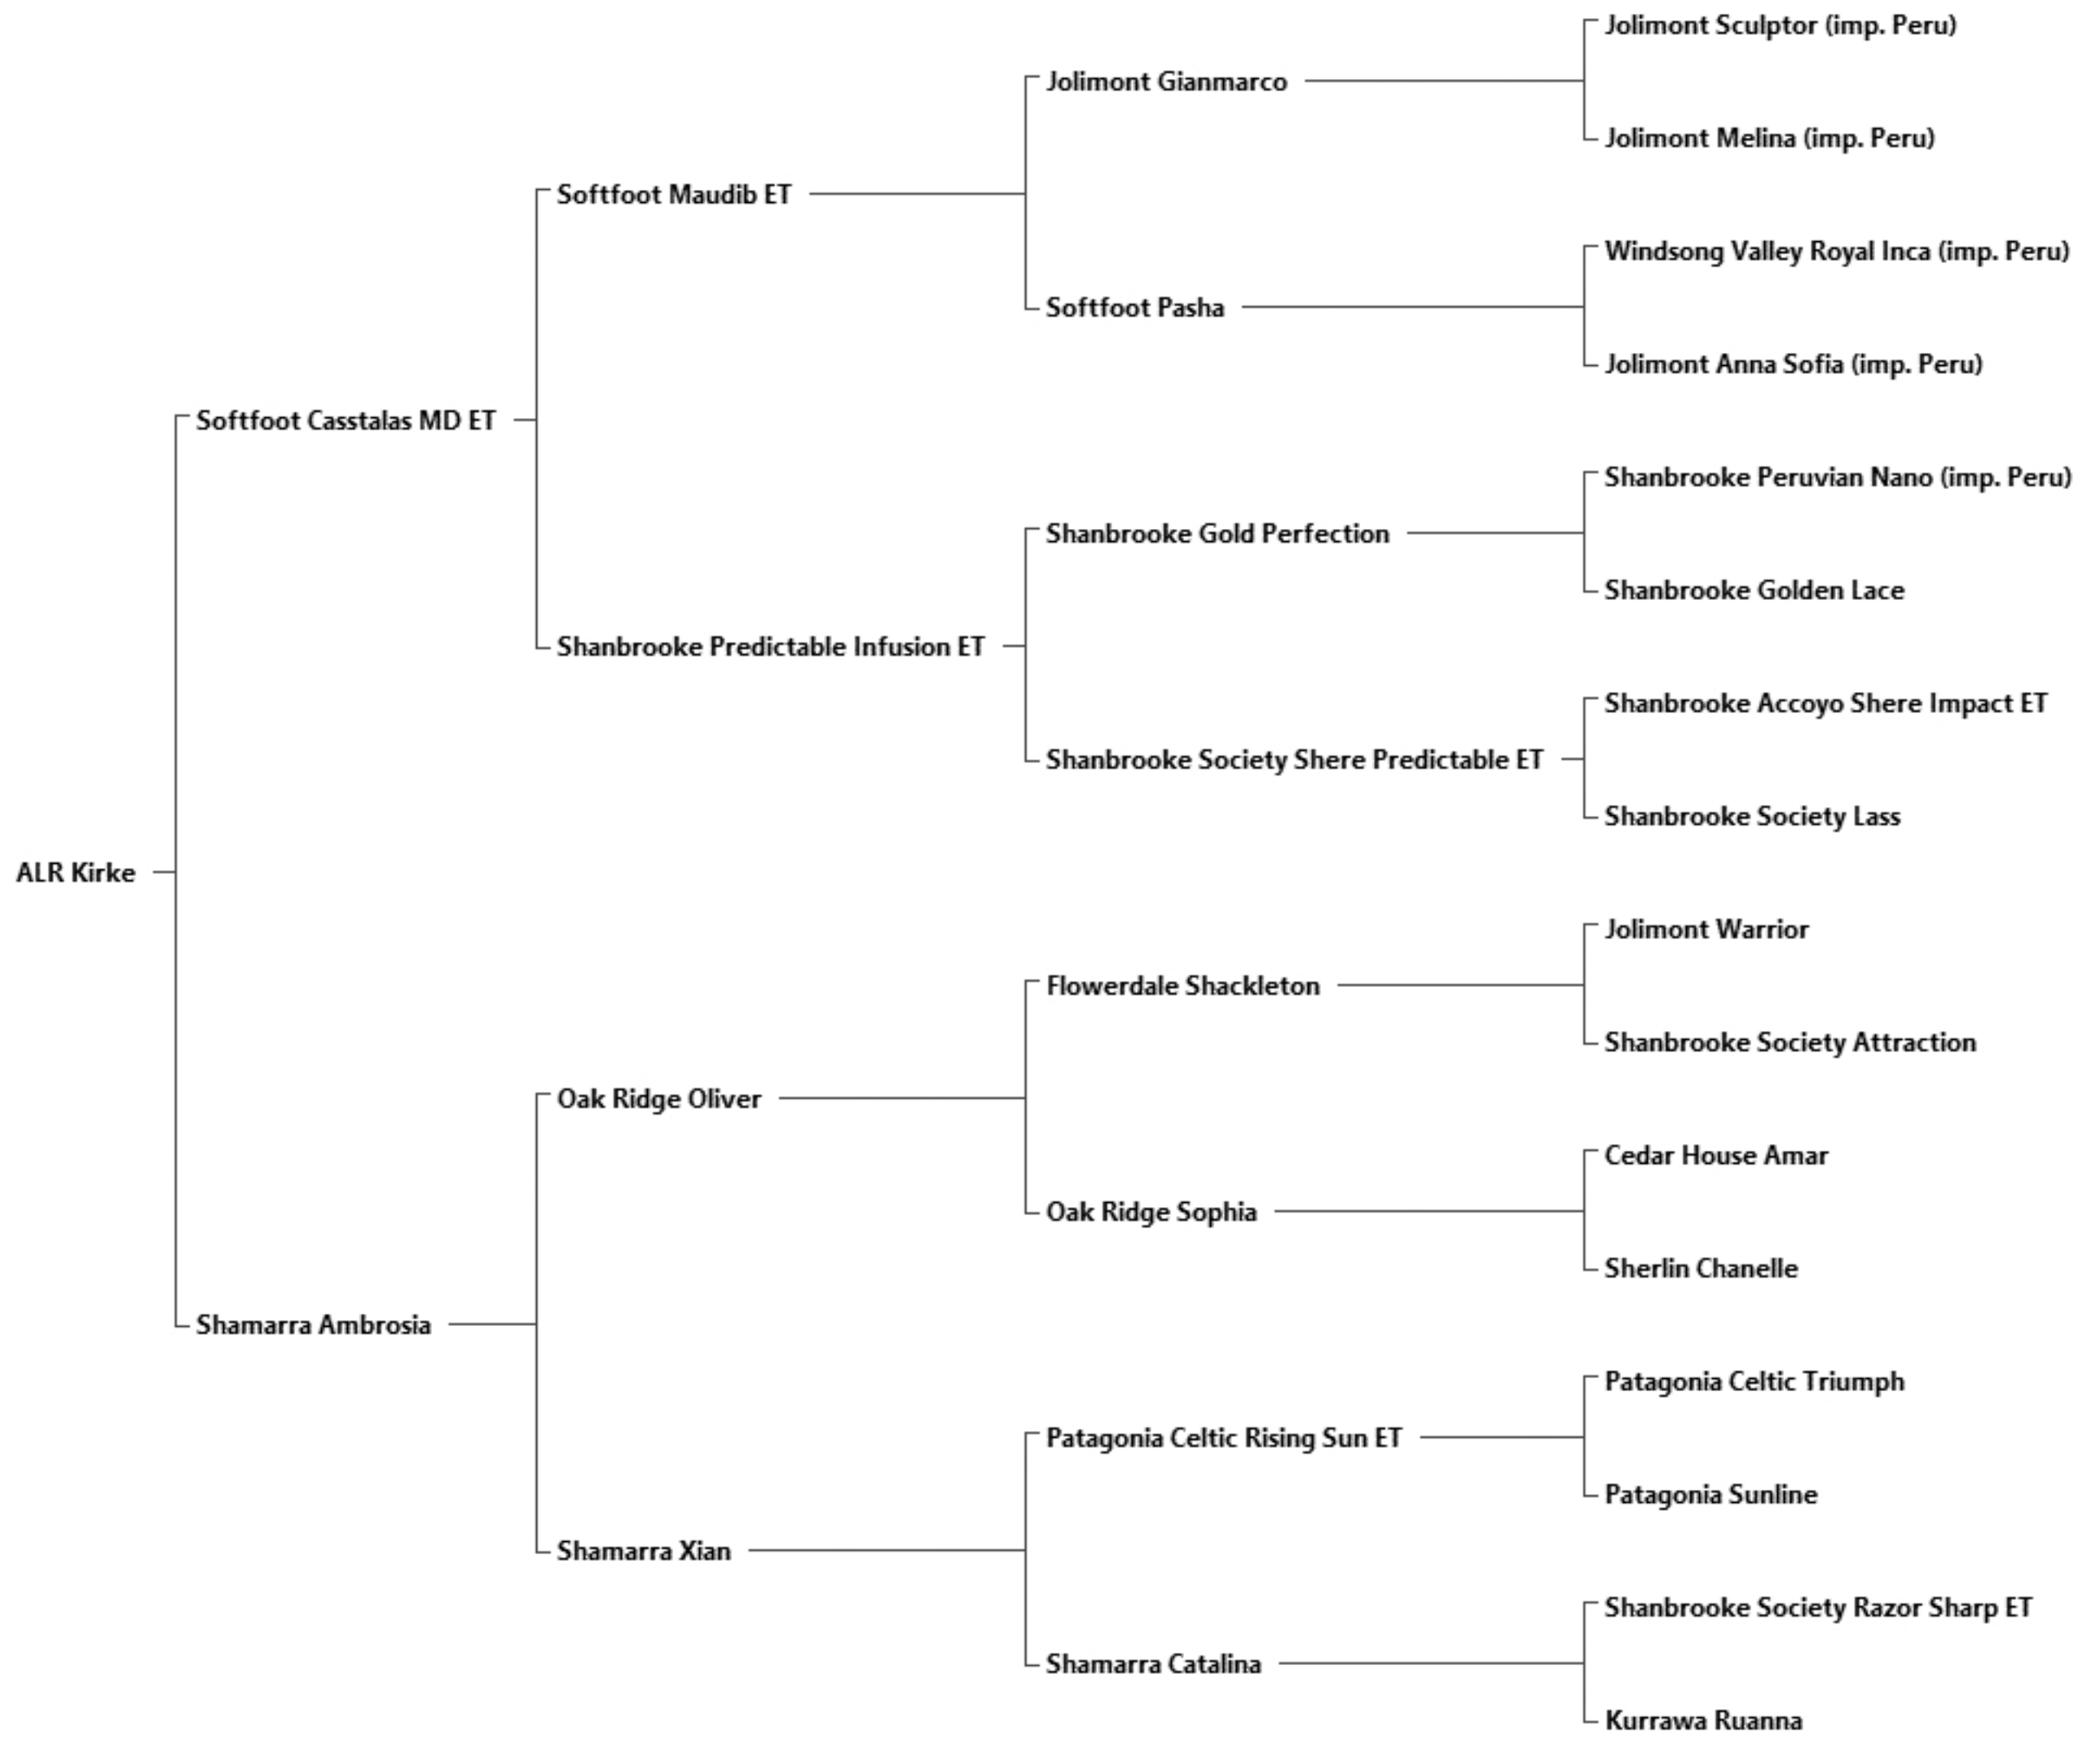 Jolimont Sculptor (imp. Peru)
Jolimont Gianmarco
Jolimont Melina (imp. Peru)
Softfoot Maudib ET
Windsong Valley Royal Inca (imp. Peru)
Softfoot Pasha
Jolimont Anna Sofia (imp. Peru)
Softfoot Casstalas MD ET
Shanbrooke Peruvian Nano (imp. Peru)
Shanbrooke Gold Perfection
Shanbrooke Golden Lace
Shanbrooke Predictable Infusion ET
Shanbrooke Accoyo Shere Impact ET
Shanbrooke Society Shere Predictable ET
Shanbrooke Society Lass
ALR Kirke
Jolimont Warrior
Flowerdale Shackleton
Shanbrooke Society Attraction
Oak Ridge Oliver
Cedar House Amar
Oak Ridge Sophia
Sherlin Chanelle
Shamarra Ambrosia
Patagonia Celtic Triumph
Patagonia Celtic Rising Sun ET
Patagonia Sunline
Shamarra Xian
Shanbrooke Society Razor Sharp ET
Shamarra Catalina
Kurrawa Ruanna